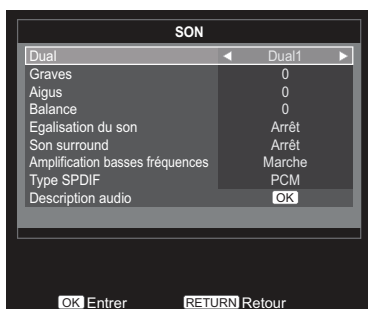 SON
Dual ◄ Dual1 ►
Graves 0
Aigus 0
Balance 0
Egalisation du son Arrêt
Son surround Arrêt
Amplification basses fréquences Marche
Type SPDIF PCM
Description audio OK
OK Entrer RETURN Retour